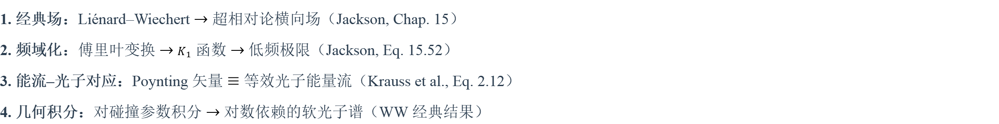 1. 经典场：Liénard–Wiechert → 超相对论横向场（Jackson, Chap. 15）
2. 频域化：傅里叶变换 → K₁ 函数 → 低频极限（Jackson, Eq. 15.52）
3. 能流–光子对应：Poynting 矢量 ≡ 等效光子能量流（Krauss et al., Eq. 2.12）
4. 几何积分：对碰撞参数积分 → 对数依赖的软光子谱（WW 经典结果）